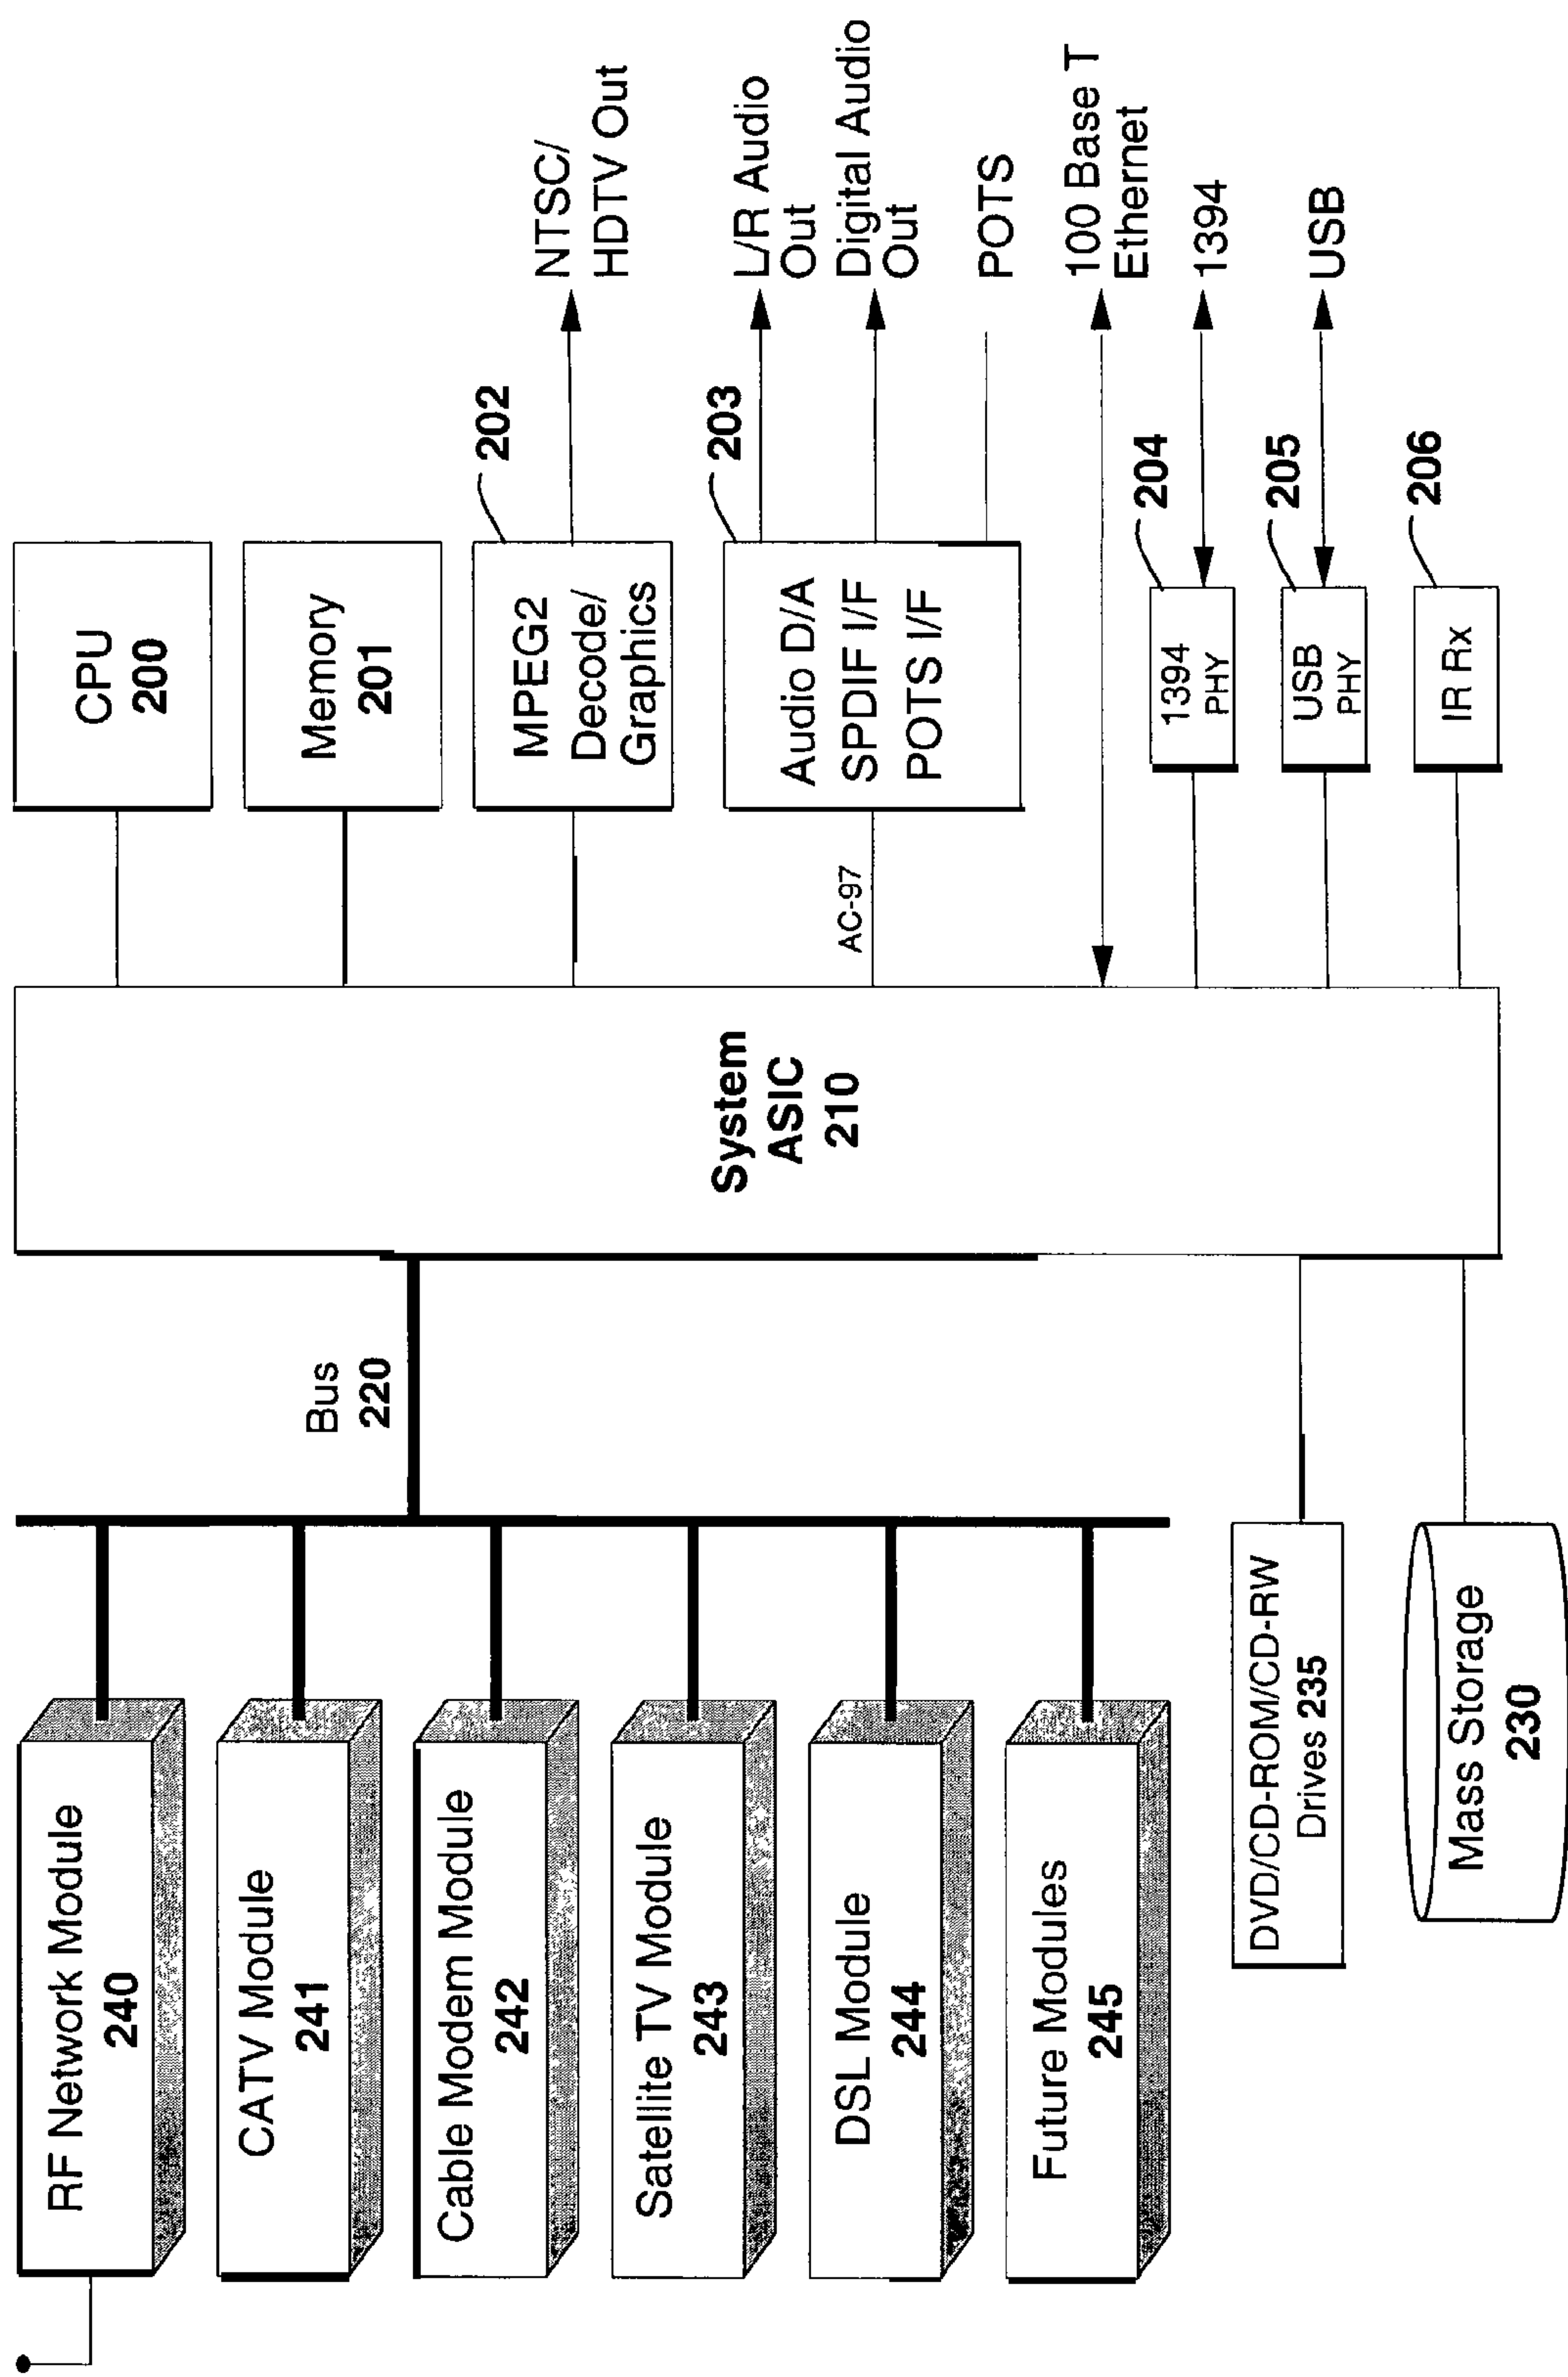 RF Network Module
240
CATV Module
241
Cable Modem Module
242
Satellite TV Module
243
DSL Module
244
Future Modules
245
DVD/CD-ROM/CD-RW
Drives 235
Mass Storage
230
Bus
220
System
ASIC
210
AC-97
CPU
200
Memory
201
MPEG2
Decode/
Graphics
202
Audio D/A
SPDIF I/F
POTS I/F
203
1394
PHY
204
USB
PHY
205
IR Rx
206
NTSC/
HDTV Out
L/R Audio
Out
Digital Audio
Out
POTS
100 Base T
Ethernet
1394
USB